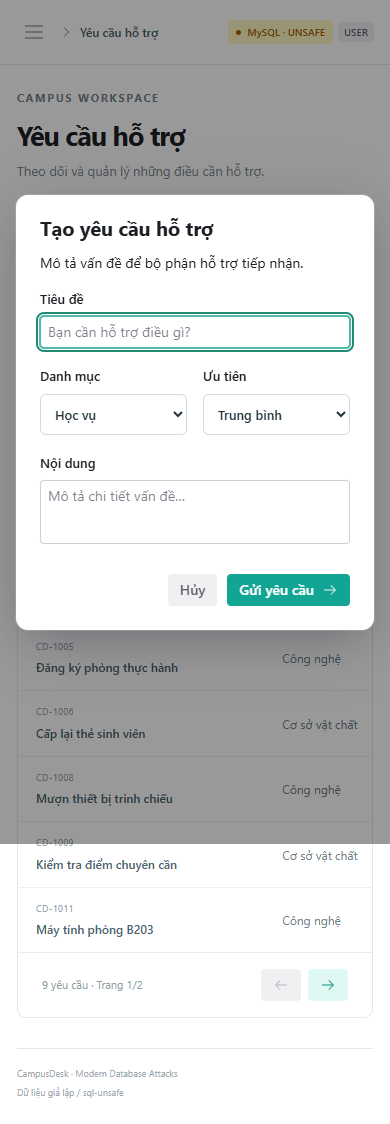 Yêu cầu hỗ trợ
MySQL · UNSAFE
USER
CAMPUS WORKSPACE
Yêu cầu hỗ trợ
Theo dõi và quản lý những điều cần hỗ trợ.
Tạo yêu cầu hỗ trợ
Mô tả vấn đề để bộ phận hỗ trợ tiếp nhận.
Tiêu đề
Bạn cần hỗ trợ điều gì?
Danh mục
Ưu tiên
Học vụ
Trung bình
Nội dung
Mô tả chi tiết vấn đề...
Hủy
Gửi yêu cầu →
CD-1005
Đăng ký phòng thực hành
Công nghệ
CD-1006
Cấp lại thẻ sinh viên
Cơ sở vật chất
CD-1008
Mượn thiết bị trình chiếu
Công nghệ
CD-1009
Kiểm tra điểm chuyên cần
Cơ sở vật chất
CD-1011
Máy tính phòng B203
Công nghệ
9 yêu cầu · Trang 1/2
← →
CampusDesk · Modern Database Attacks
Dữ liệu giả lập / sql-unsafe